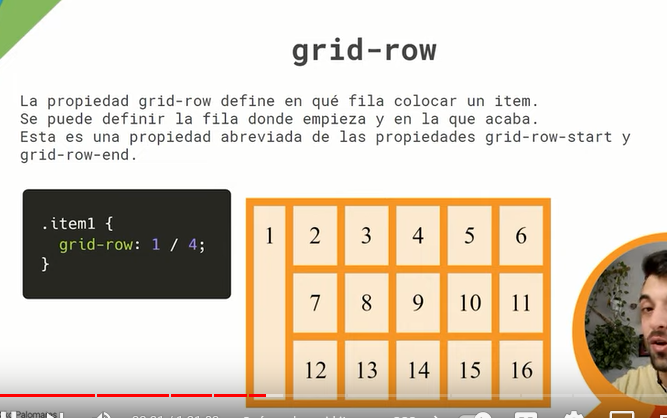 grid-row
La propiedad grid-row define en qué fila colocar un item.
Se puede definir la fila donde empieza y en la que acaba.
Esta es una propiedad abreviada de las propiedades grid-row-start y
grid-row-end.
.item1 {
grid-row: 1 / 4;
}
1 2 3 4 5 6
7 8 9 10 11
12 13 14 15 16